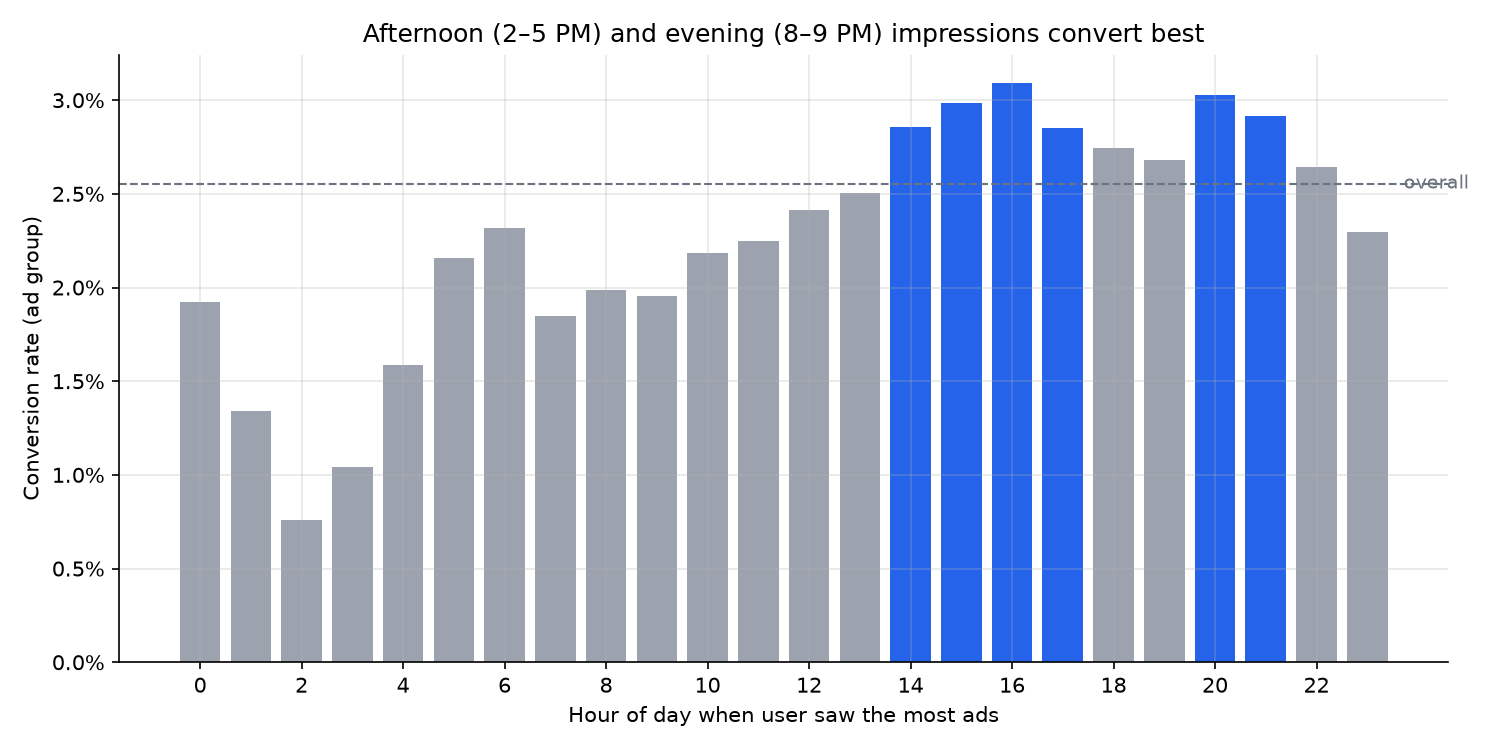 Afternoon (2–5 PM) and evening (8–9 PM) impressions convert best
Conversion rate (ad group)
3.0%
2.5%
2.0%
1.5%
1.0%
0.5%
0.0%
overall
0 2 4 6 8 10 12 14 16 18 20 22
Hour of day when user saw the most ads